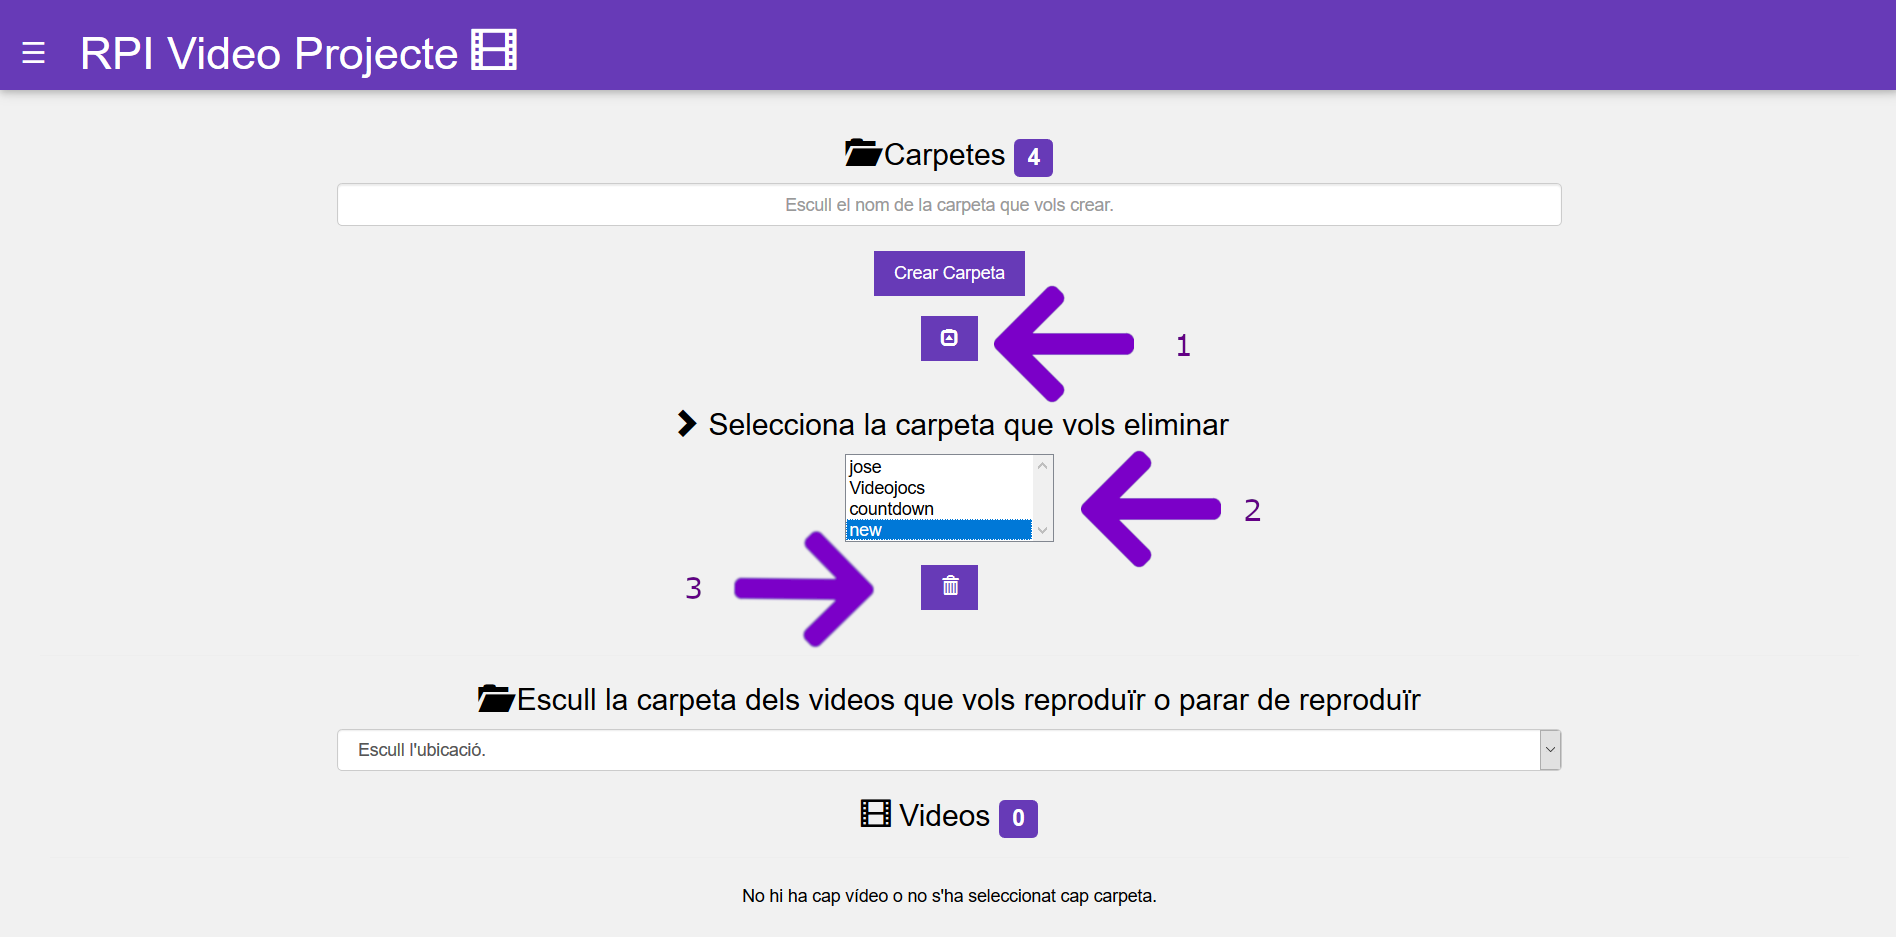 RPI Video Projecte
Carpetes 4
Escull el nom de la carpeta que vols crear.
Crear Carpeta
1
Selecciona la carpeta que vols eliminar
jose
Videojocs
countdown
new
2
3
Escull la carpeta dels videos que vols reproduïr o parar de reproduïr
Escull l'ubicació.
Videos 0
No hi ha cap vídeo o no s'ha seleccionat cap carpeta.